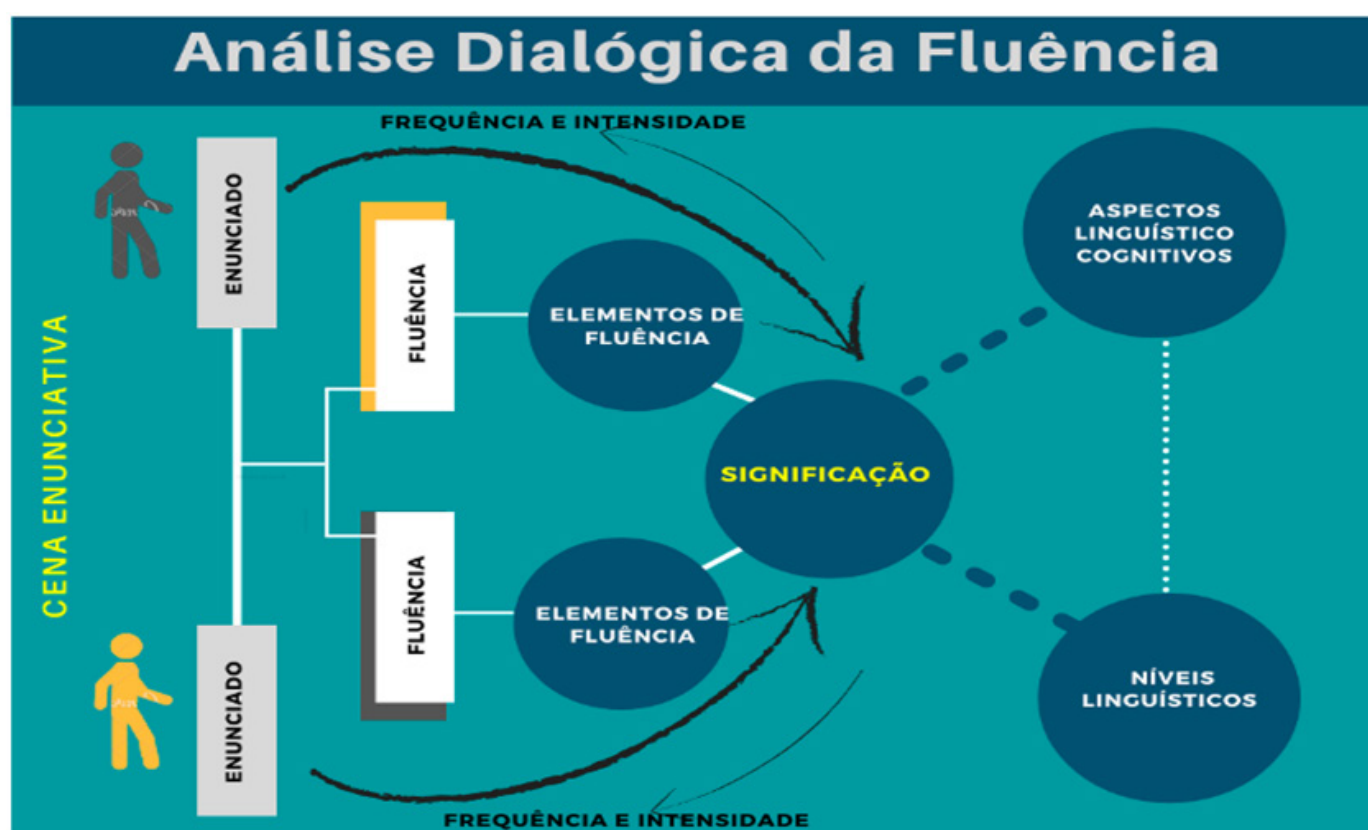 Análise Dialógica da Fluência
FREQUÊNCIA E INTENSIDADE
CENA ENUNCIATIVA
ENUNCIADO
FLUÊNCIA
ELEMENTOS DE
FLUÊNCIA
ASPECTOS
LINGUÍSTICO
COGNITIVOS
SIGNIFICAÇÃO
ENUNCIADO
FLUÊNCIA
ELEMENTOS DE
FLUÊNCIA
NÍVEIS
LINGUÍSTICOS
FREQUÊNCIA E INTENSIDADE